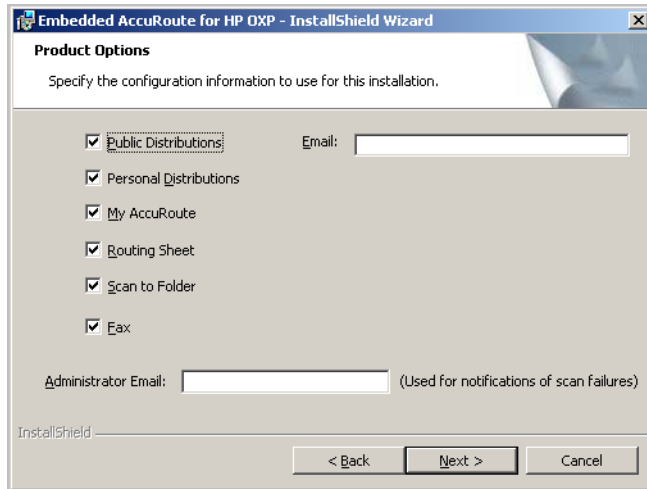 Embedded AccuRoute for HP OXP - InstallShield Wizard
Product Options
Specify the configuration information to use for this installation.
Public Distributions
Email:
Personal Distributions
My AccuRoute
Routing Sheet
Scan to Folder
Fax
Administrator Email:
(Used for notifications of scan failures)
InstallShield
< Back
Next >
Cancel